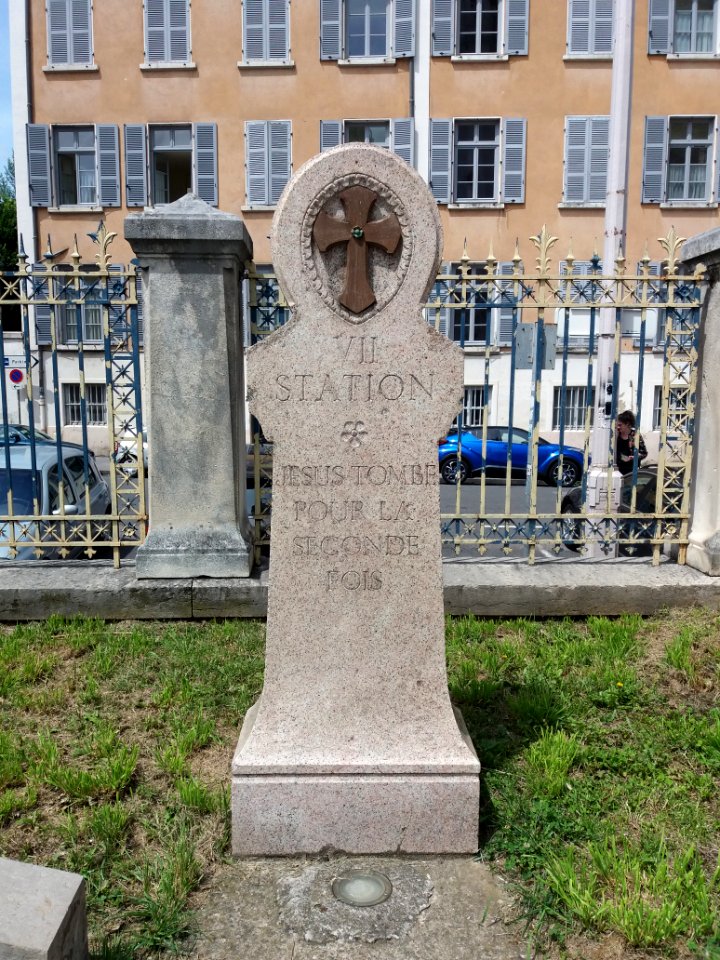 VII
STATION
JESUS TOMBE
POUR LA
SECONDE
FOIS